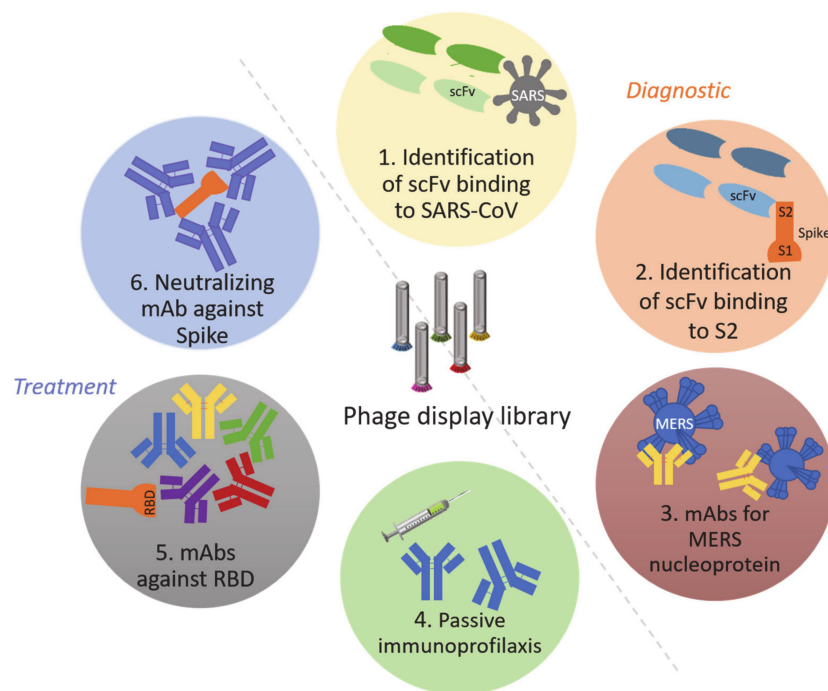 scFv
SARS
1. Identification
of scFv binding
to SARS-CoV
Diagnostic
scFv
S2
Spike
S1
2. Identification
of scFv binding
to S2
MERS
3. mAbs for
MERS
nucleoprotein
4. Passive
immunoprofilaxis
RBD
5. mAbs
against RBD
Treatment
6. Neutralizing
mAb against
Spike
Phage display library